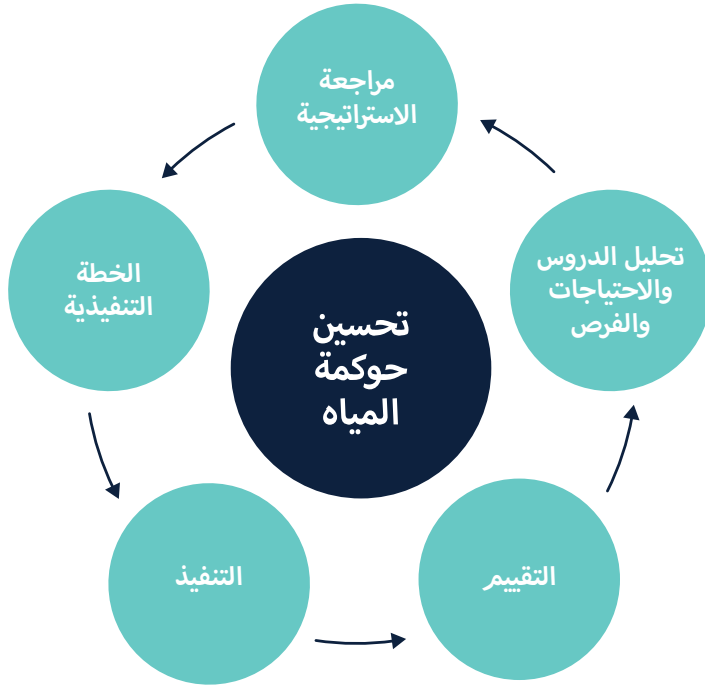 مراجعة
الاستراتيجية
تحليل الدروس
والاحتياجات
والفرص
الخطة
التنفيذية
تحسين
حوكمة
المياه
التقييم
التنفيذ